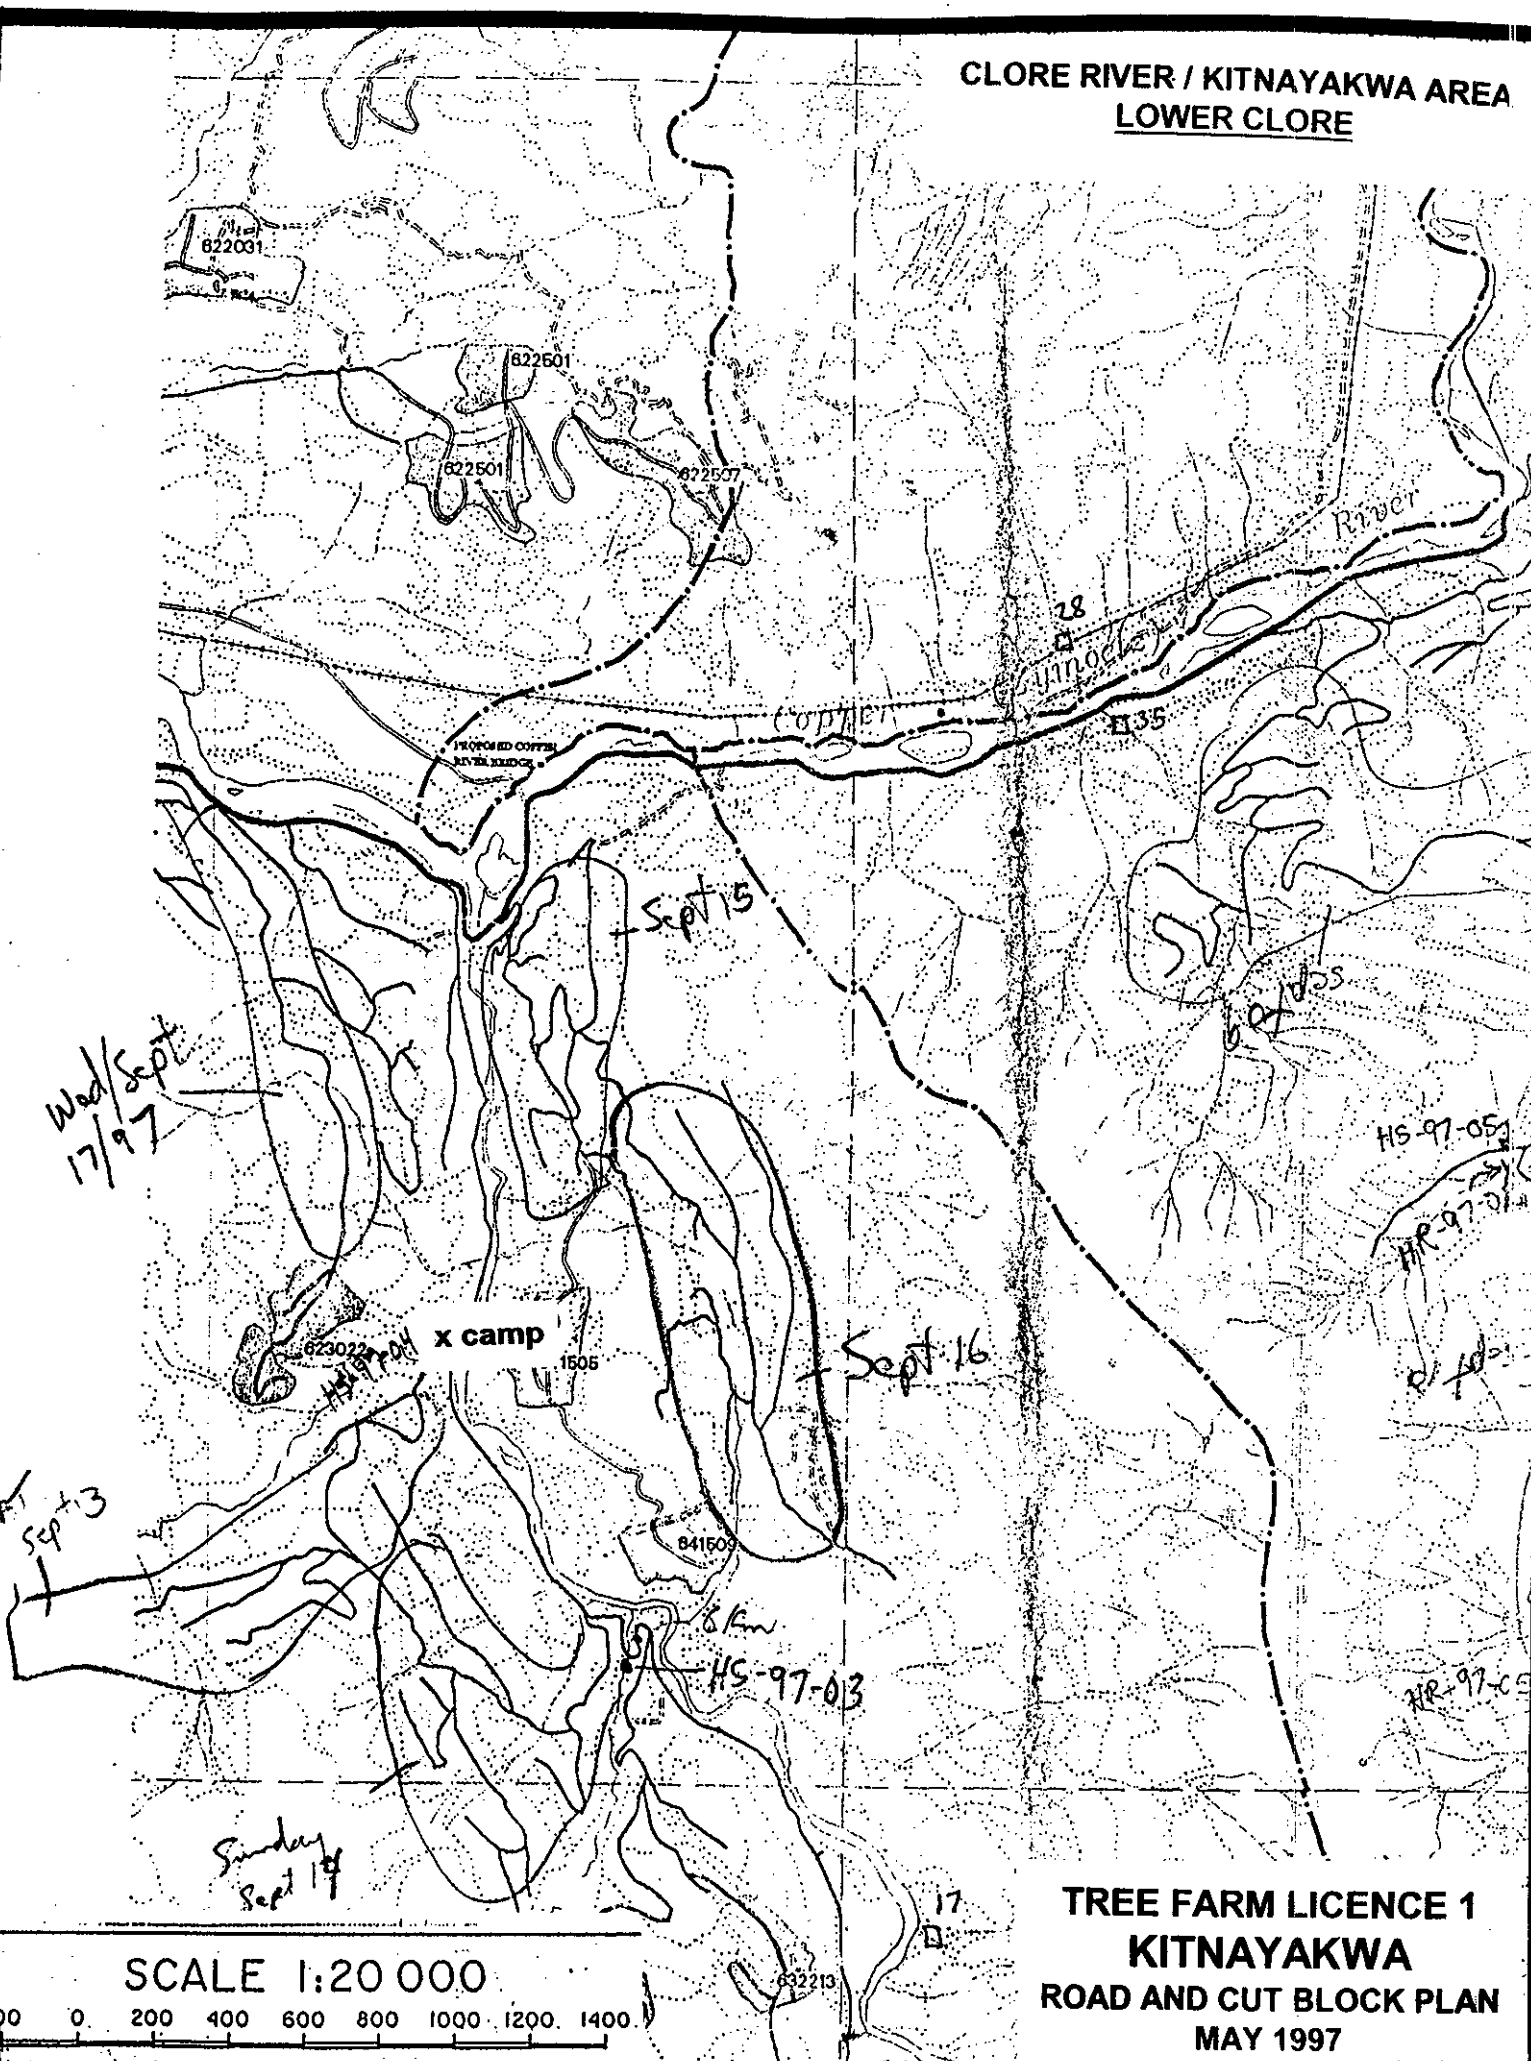 CLORE RIVER / KITNAYAKWA AREA
LOWER CLORE
622031
622501
622501
622507
River
28
(Zymoetz)
Copper
35
PROPOSED COPPER
RIVER BRIDGE
Sept 15
Wed/Sept
17/97
HS-97-05
x camp
623022
1505
Sept 16
Sept 13
841509
8 Km
HS-97-03
Sunday
Sept 14
17
632213
SCALE 1:20 000
0 200 400 600 800 1000 1200 1400
TREE FARM LICENCE 1
KITNAYAKWA
ROAD AND CUT BLOCK PLAN
MAY 1997